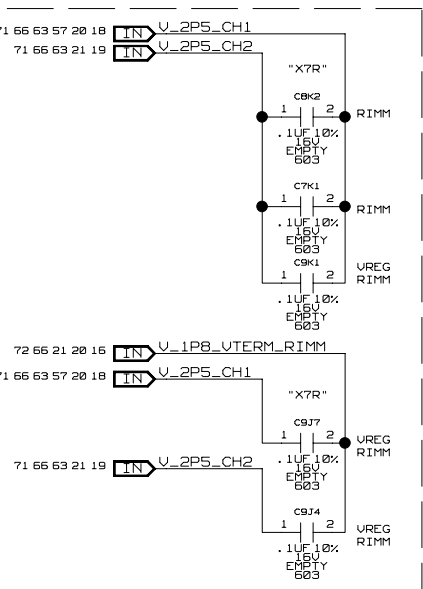 71 66 63 57 20 18 IN V_2P5_CH1
71 66 63 21 19 IN V_2P5_CH2
"X7R"
C8K2
1 2 RIMM
.1UF 10%
16V
EMPTY
603
C7K1
1 2 RIMM
.1UF 10%
16V
EMPTY
603
C9K1
1 2 VREG
RIMM
.1UF 10%
16V
EMPTY
603
72 66 21 20 16 IN V_1P8_VTERM_RIMM
71 66 63 57 20 18 IN V_2P5_CH1
"X7R"
C9J7
1 2 VREG
RIMM
.1UF 10%
16V
EMPTY
603
71 66 63 21 19 IN V_2P5_CH2
C9J4
1 2 VREG
RIMM
.1UF 10%
16V
EMPTY
603